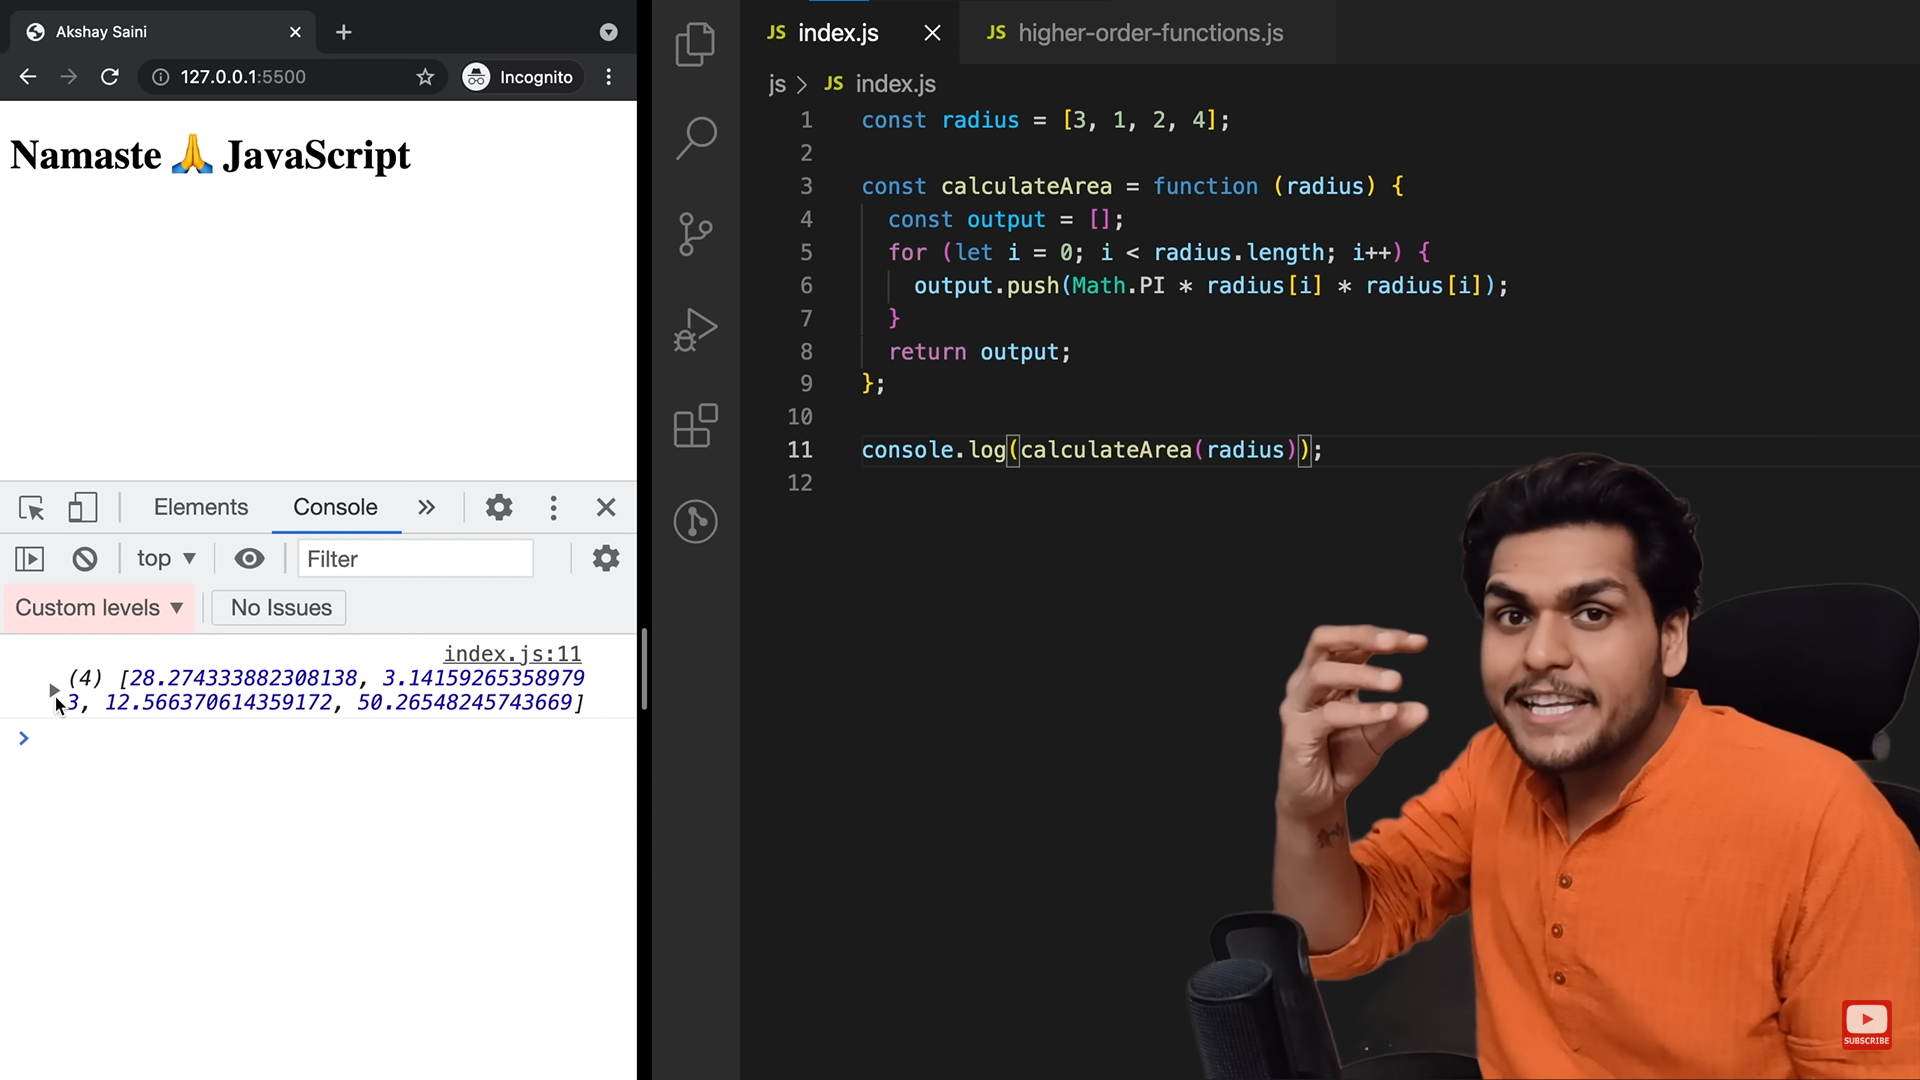 Akshay Saini
127.0.0.1:5500
Incognito
Namaste 🙏 JavaScript
Elements
Console
top
Filter
Custom levels
No Issues
index.js:11
(4) [28.274333882308138, 3.14159265358979
3, 12.566370614359172, 50.26548245743669]
JS index.js
JS higher-order-functions.js
js > JS index.js
1 const radius = [3, 1, 2, 4];
2
3 const calculateArea = function (radius) {
4 const output = [];
5 for (let i = 0; i < radius.length; i++) {
6 output.push(Math.PI * radius[i] * radius[i]);
7 }
8 return output;
9 };
10
11 console.log(calculateArea(radius));
12
SUBSCRIBE